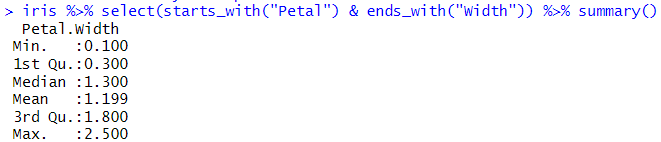 > iris %>% select(starts_with("Petal") & ends_with("Width")) %>% summary()
  Petal.Width
 Min.   :0.100
 1st Qu.:0.300
 Median :1.300
 Mean   :1.199
 3rd Qu.:1.800
 Max.   :2.500